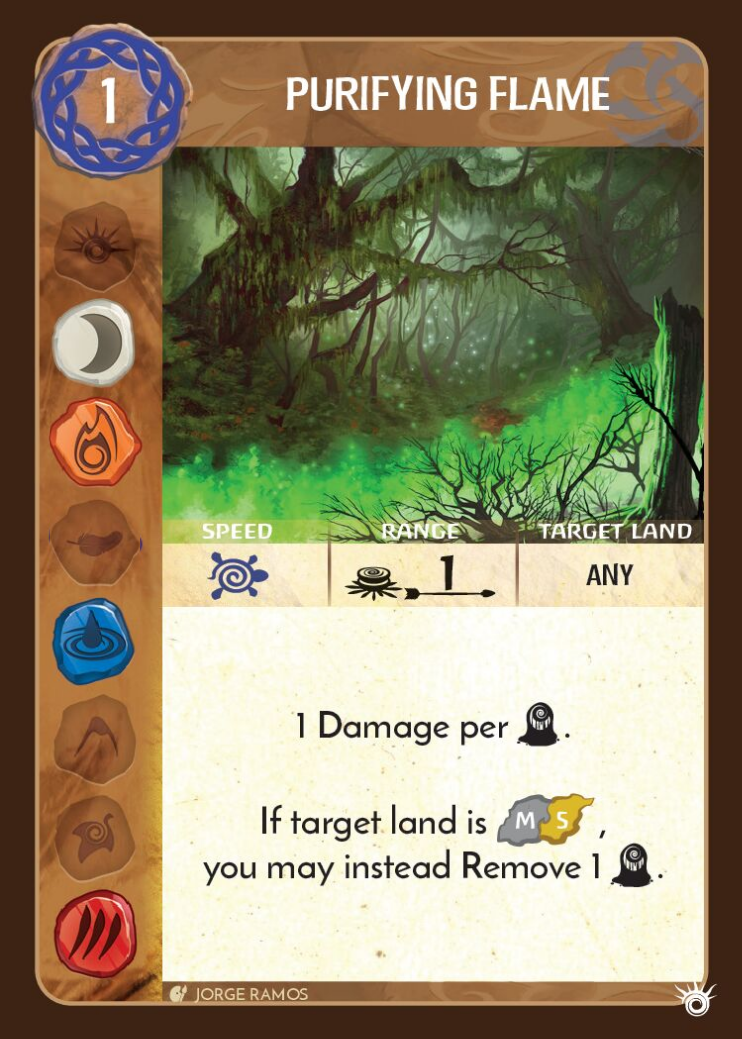 1
PURIFYING FLAME
SPEED RANGE TARGET LAND
1 ANY
1 Damage per .
If target land is M S ,
you may instead Remove 1 .
JORGE RAMOS